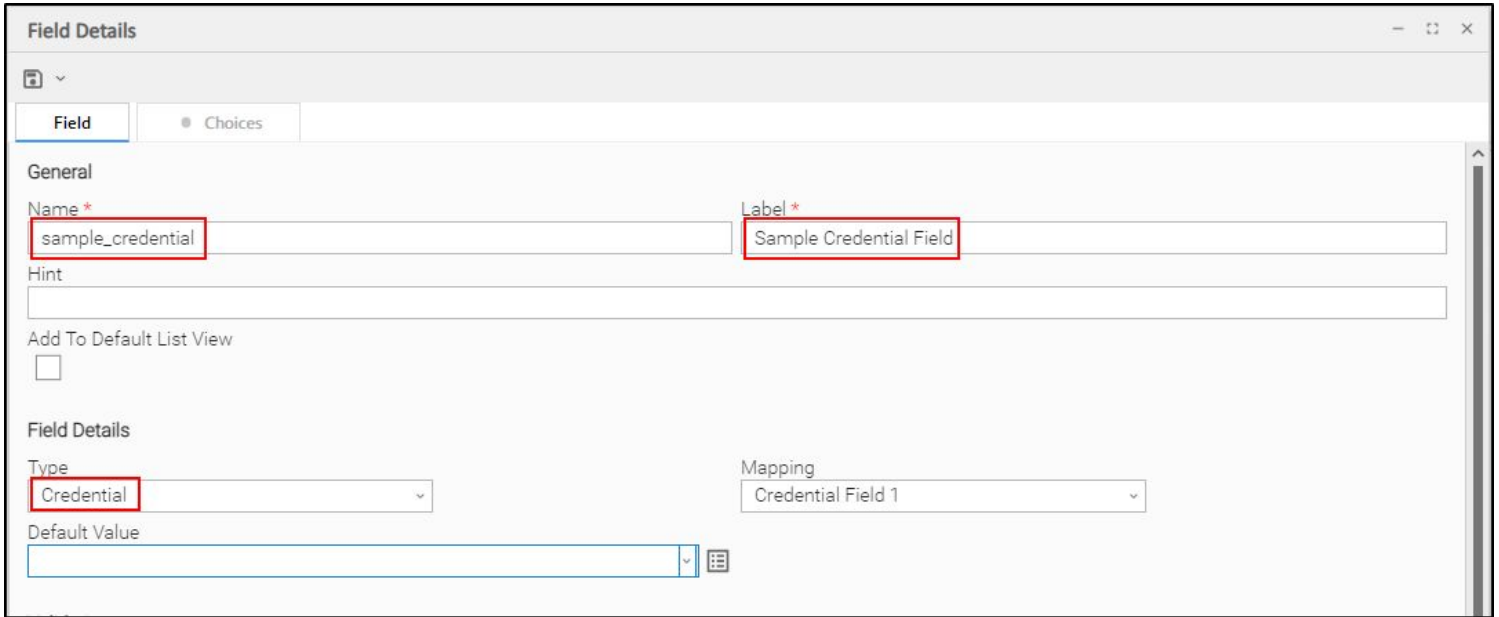 Field Details
Field
Choices
General
Name *
Label *
sample_credential
Sample Credential Field
Hint
Add To Default List View
Field Details
Type
Mapping
Credential
Credential Field 1
Default Value